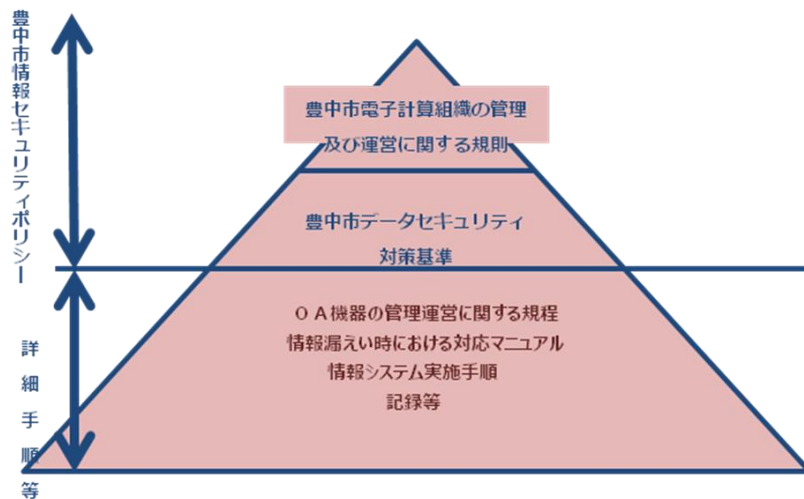 豊中市情報セキュリティポリシー
豊中市電子計算組織の管理
及び運営に関する規則
豊中市データセキュリティ
対策基準
ＯＡ機器の管理運営に関する規程
情報漏えい時における対応マニュアル
情報システム実施手順
記録等
詳細手順等